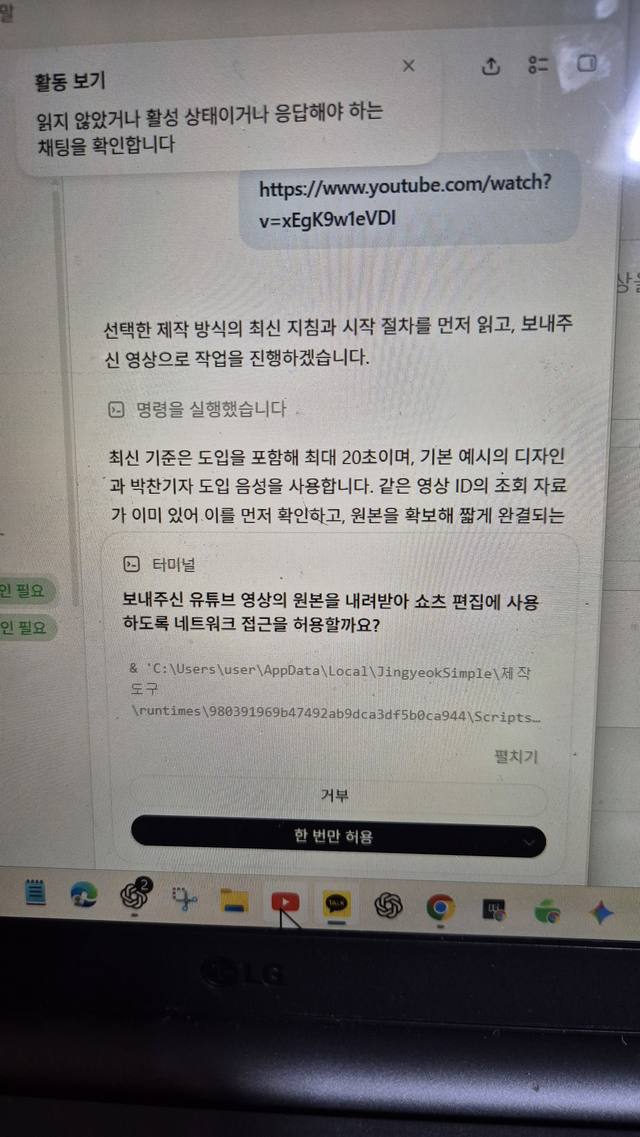 말
활동 보기
읽지 않았거나 활성 상태이거나 응답해야 하는
채팅을 확인합니다
https://www.youtube.com/watch?
v=xEgK9w1eVDI
선택한 제작 방식의 최신 지침과 시작 절차를 먼저 읽고, 보내주
신 영상으로 작업을 진행하겠습니다.
명령을 실행했습니다
최신 기준은 도입을 포함해 최대 20초이며, 기본 예시의 디자인
과 박찬기자 도입 음성을 사용합니다. 같은 영상 ID의 조회 자료
가 이미 있어 이를 먼저 확인하고, 원본을 확보해 짧게 완결되는
터미널
보내주신 유튜브 영상의 원본을 내려받아 쇼츠 편집에 사용
하도록 네트워크 접근을 허용할까요?
인 필요
인 필요
& 'C:\Users\user\AppData\Local\JingyeokSimple\제작
도구
\runtimes\980391969b47492ab9dca3df5b0ca944\Scripts…
펼치기
거부
한 번만 허용
2
TALK
LG